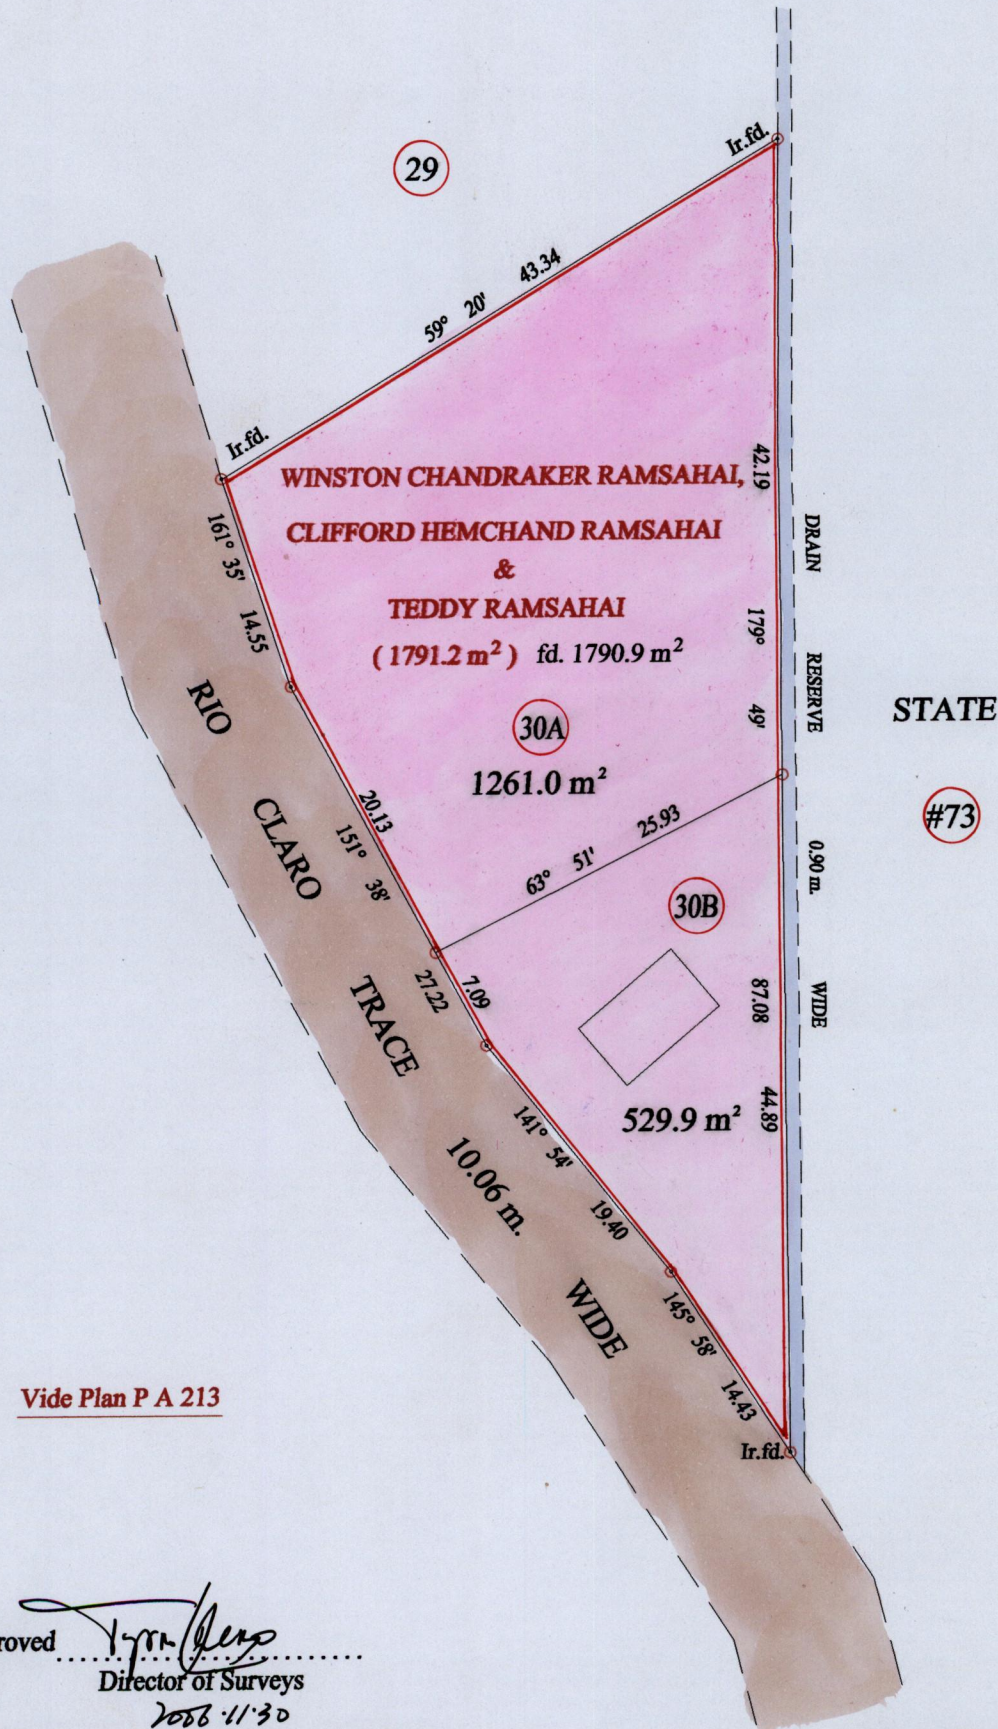 29
Ir.fd.
59° 20' 43.34
Ir.fd.
WINSTON CHANDRAKER RAMSAHAI,
CLIFFORD HEMCHAND RAMSAHAI
&
TEDDY RAMSAHAI
( 1791.2 m² ) fd. 1790.9 m²
30A
1261.0 m²
161° 35' 14.55
42.19
179° 49'
87.08
44.89
DRAIN RESERVE 0.90 m. WIDE
STATE
#73
20.13
151° 38'
27.22
7.09
63° 51' 25.93
30B
529.9 m²
141° 54' 19.40
145° 58' 14.43
Ir.fd.
RIO CLARO TRACE 10.06 m. WIDE
Vide Plan P A 213
roved
Director of Surveys
2006·11·30